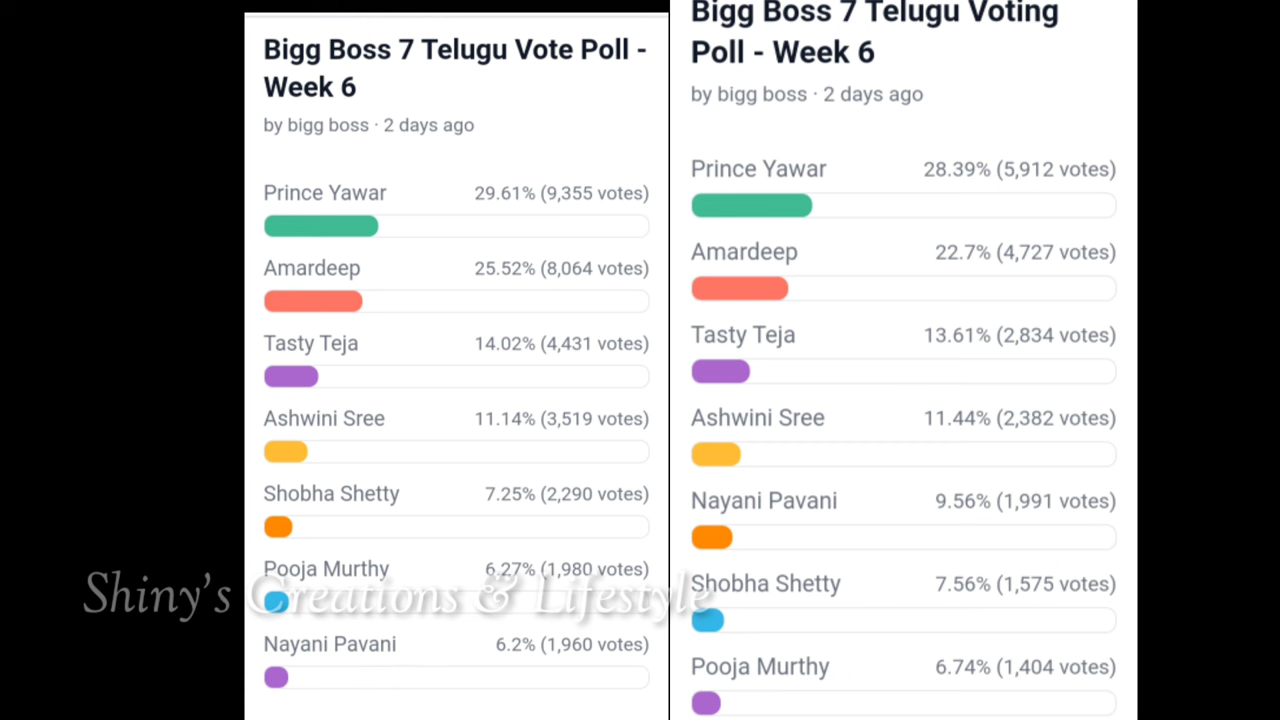 Bigg Boss 7 Telugu Vote Poll -
Week 6
by bigg boss · 2 days ago
Prince Yawar 29.61% (9,355 votes)
Amardeep 25.52% (8,064 votes)
Tasty Teja 14.02% (4,431 votes)
Ashwini Sree 11.14% (3,519 votes)
Shobha Shetty 7.25% (2,290 votes)
Pooja Murthy 6.27% (1,980 votes)
Nayani Pavani 6.2% (1,960 votes)
Bigg Boss 7 Telugu Voting
Poll - Week 6
by bigg boss · 2 days ago
Prince Yawar 28.39% (5,912 votes)
Amardeep 22.7% (4,727 votes)
Tasty Teja 13.61% (2,834 votes)
Ashwini Sree 11.44% (2,382 votes)
Nayani Pavani 9.56% (1,991 votes)
Shobha Shetty 7.56% (1,575 votes)
Pooja Murthy 6.74% (1,404 votes)
Shiny's Creations & Lifestyle